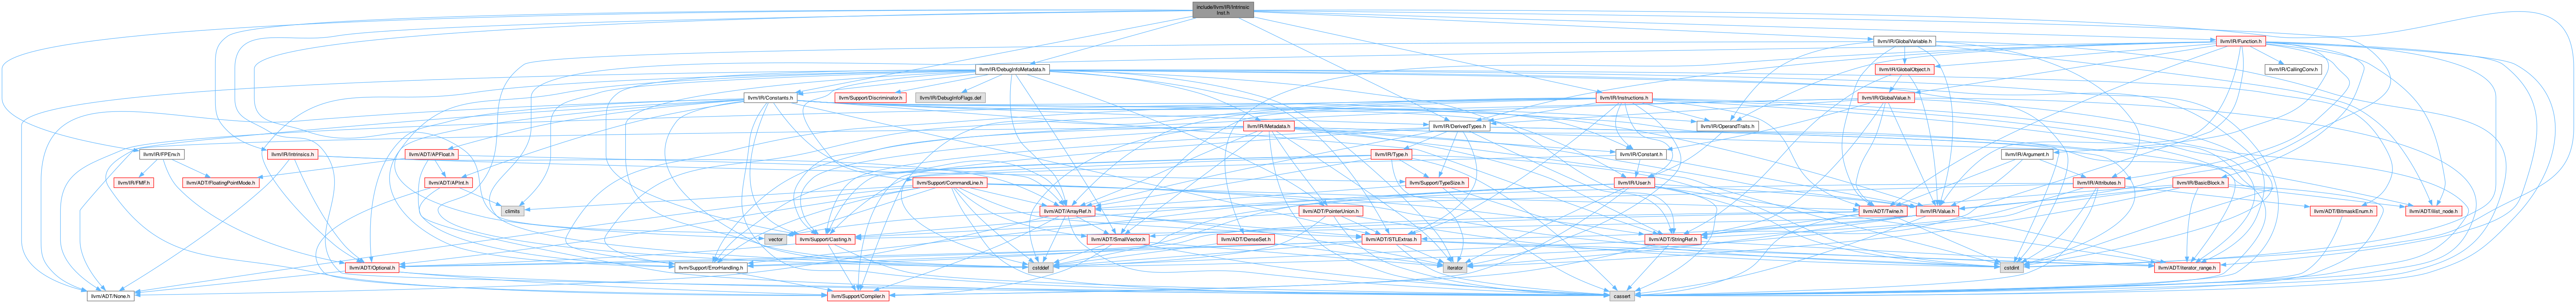 include/llvm/IR/Intrinsic
Inst.h
llvm/IR/GlobalVariable.h
llvm/IR/Function.h
llvm/IR/DebugInfoMetadata.h
llvm/IR/GlobalObject.h
llvm/IR/CallingConv.h
llvm/IR/Constants.h
llvm/Support/Discriminator.h
llvm/IR/DebugInfoFlags.def
llvm/IR/Instructions.h
llvm/IR/GlobalValue.h
llvm/IR/Metadata.h
llvm/IR/DerivedTypes.h
llvm/IR/OperandTraits.h
llvm/IR/FPEnv.h
llvm/IR/Intrinsics.h
llvm/ADT/APFloat.h
llvm/IR/Type.h
llvm/IR/Constant.h
llvm/IR/Argument.h
llvm/IR/FMF.h
llvm/ADT/FloatingPointMode.h
llvm/ADT/APInt.h
llvm/Support/CommandLine.h
llvm/Support/TypeSize.h
llvm/IR/User.h
llvm/IR/Attributes.h
llvm/IR/BasicBlock.h
climits
llvm/ADT/ArrayRef.h
llvm/ADT/PointerUnion.h
llvm/ADT/Twine.h
llvm/IR/Value.h
llvm/ADT/BitmaskEnum.h
llvm/ADT/ilist_node.h
vector
llvm/Support/Casting.h
llvm/ADT/SmallVector.h
llvm/ADT/DenseSet.h
llvm/ADT/STLExtras.h
llvm/ADT/StringRef.h
llvm/ADT/Optional.h
llvm/Support/ErrorHandling.h
cstddef
iterator
cstdint
llvm/ADT/iterator_range.h
llvm/ADT/None.h
llvm/Support/Compiler.h
cassert